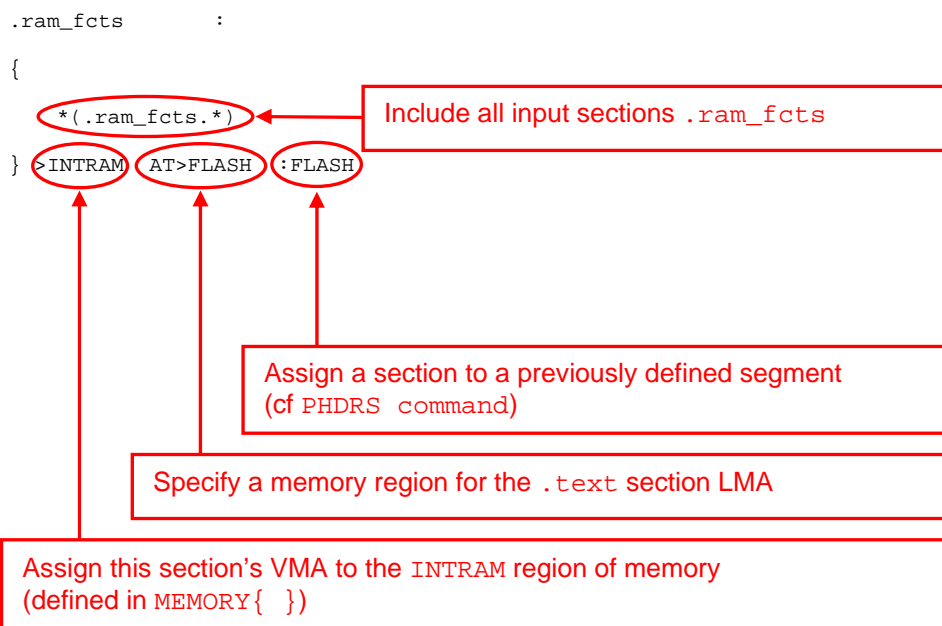 .ram_fcts :
{
*(.ram_fcts.*)
Include all input sections .ram_fcts
} >INTRAM AT>FLASH :FLASH
Assign a section to a previously defined segment
(cf PHDRS command)
Specify a memory region for the .text section LMA
Assign this section's VMA to the INTRAM region of memory
(defined in MEMORY{ })